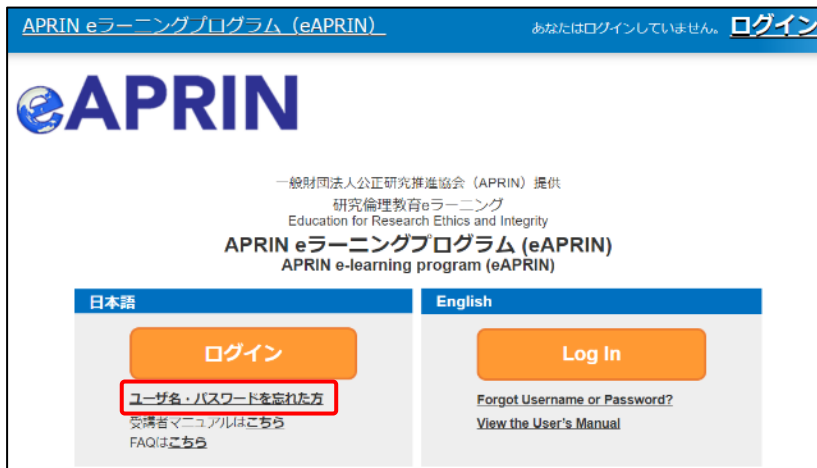 APRIN eラーニングプログラム (eAPRIN)
あなたはログインしていません。 ログイン
eAPRIN
一般財団法人公正研究推進協会（APRIN）提供
研究倫理教育eラーニング
Education for Research Ethics and Integrity
APRIN eラーニングプログラム (eAPRIN)
APRIN e-learning program (eAPRIN)
日本語
ログイン
ユーザ名・パスワードを忘れた方
受講者マニュアルはこちら
FAQはこちら
English
Log In
Forgot Username or Password?
View the User's Manual